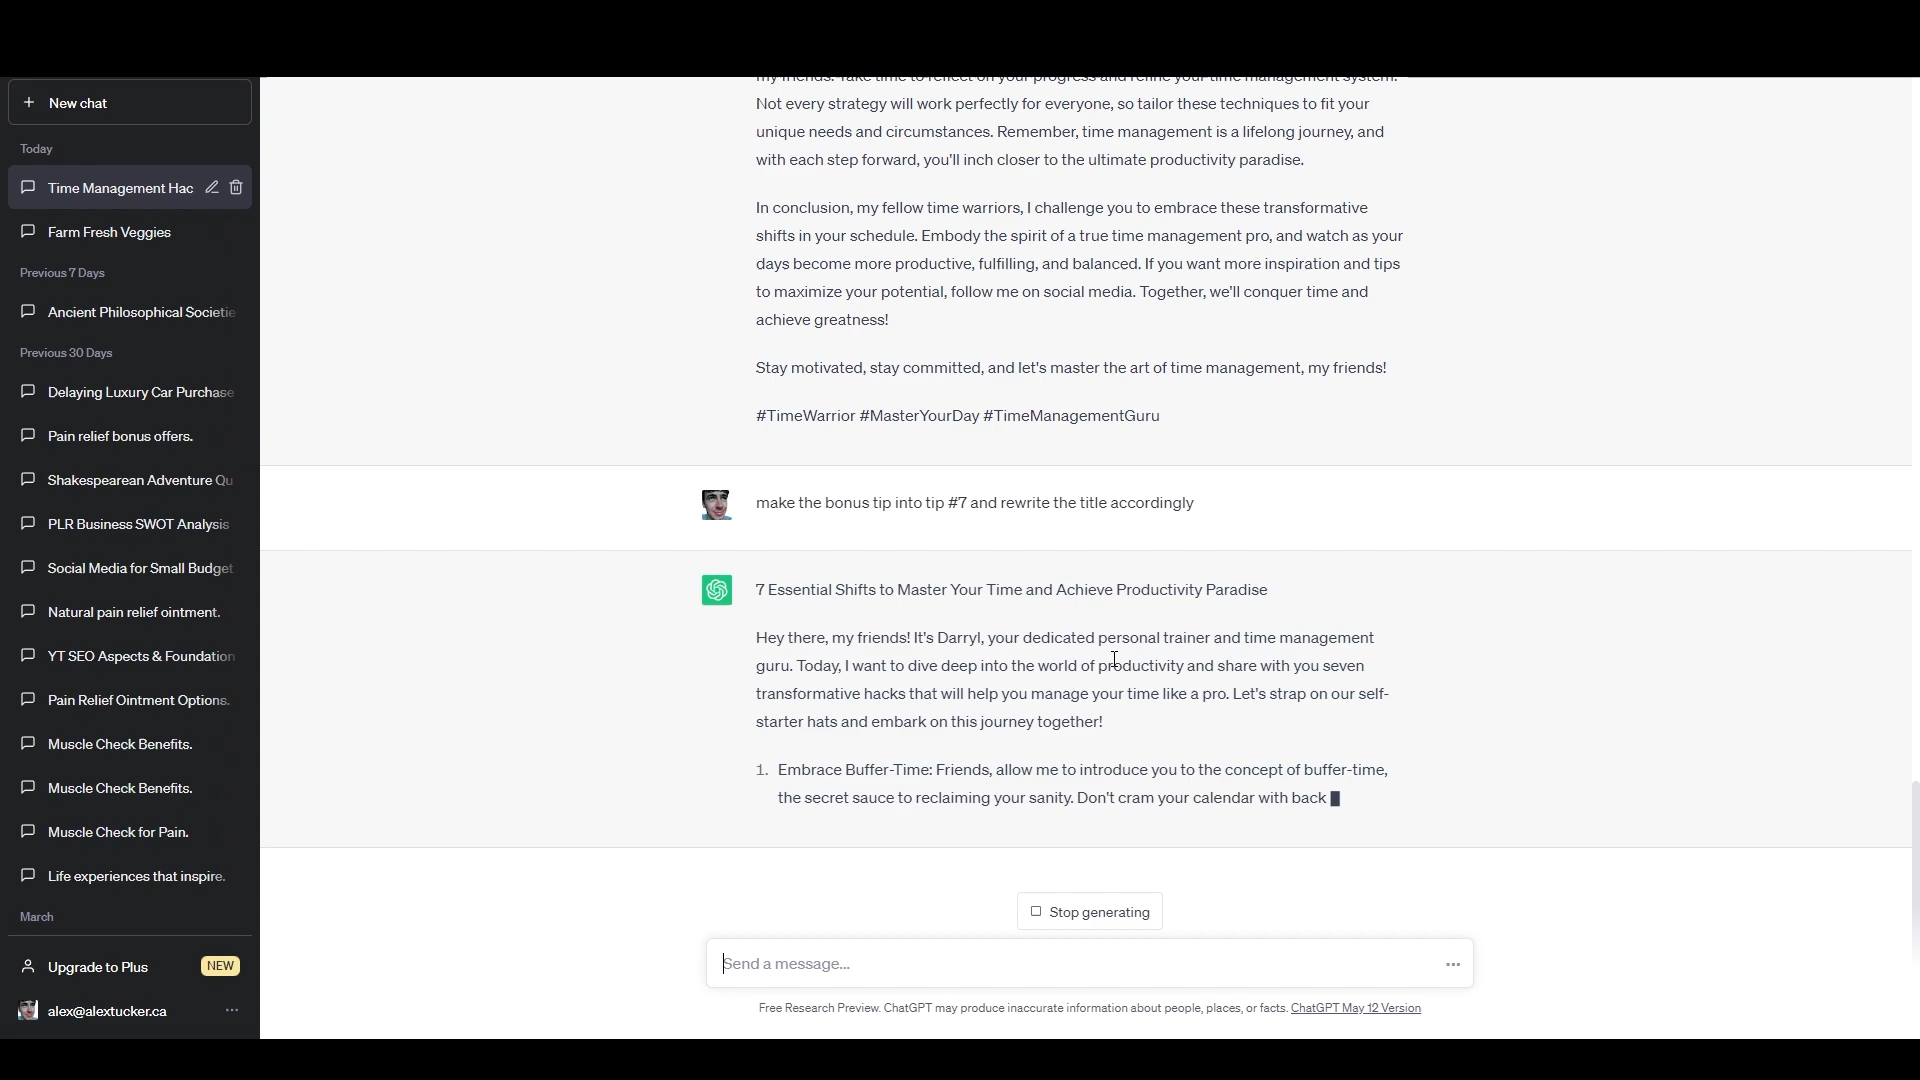 New chat
Today
Time Management Hac
Farm Fresh Veggies
Previous 7 Days
Ancient Philosophical Societie
Previous 30 Days
Delaying Luxury Car Purchase
Pain relief bonus offers.
Shakespearean Adventure Qu
PLR Business SWOT Analysis
Social Media for Small Budget
Natural pain relief ointment.
YT SEO Aspects & Foundation
Pain Relief Ointment Options.
Muscle Check Benefits.
Muscle Check Benefits.
Muscle Check for Pain.
Life experiences that inspire.
March
Upgrade to Plus NEW
alex@alextucker.ca
my friends. Take time to reflect on your progress and refine your time management system.
Not every strategy will work perfectly for everyone, so tailor these techniques to fit your
unique needs and circumstances. Remember, time management is a lifelong journey, and
with each step forward, you'll inch closer to the ultimate productivity paradise.
In conclusion, my fellow time warriors, I challenge you to embrace these transformative
shifts in your schedule. Embody the spirit of a true time management pro, and watch as your
days become more productive, fulfilling, and balanced. If you want more inspiration and tips
to maximize your potential, follow me on social media. Together, we'll conquer time and
achieve greatness!
Stay motivated, stay committed, and let's master the art of time management, my friends!
#TimeWarrior #MasterYourDay #TimeManagementGuru
make the bonus tip into tip #7 and rewrite the title accordingly
7 Essential Shifts to Master Your Time and Achieve Productivity Paradise
Hey there, my friends! It's Darryl, your dedicated personal trainer and time management
guru. Today, I want to dive deep into the world of productivity and share with you seven
transformative hacks that will help you manage your time like a pro. Let's strap on our self-
starter hats and embark on this journey together!
1. Embrace Buffer-Time: Friends, allow me to introduce you to the concept of buffer-time,
the secret sauce to reclaiming your sanity. Don't cram your calendar with back
Stop generating
Send a message...
Free Research Preview. ChatGPT may produce inaccurate information about people, places, or facts. ChatGPT May 12 Version